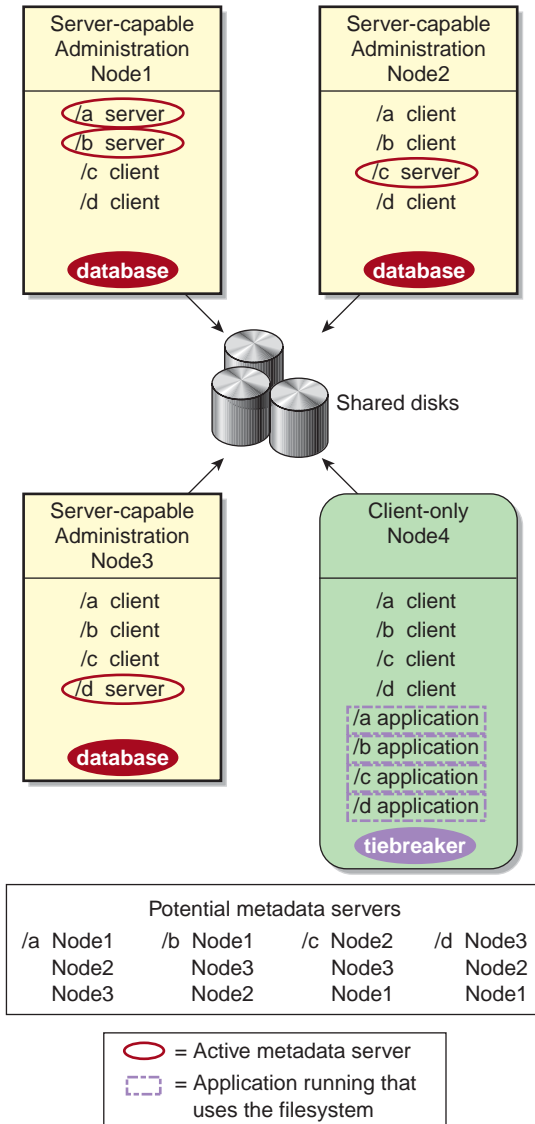 Server-capable
Administration
Node1
/a server
/b server
/c client
/d client
database
Server-capable
Administration
Node2
/a client
/b client
/c server
/d client
database
Shared disks
Server-capable
Administration
Node3
/a client
/b client
/c client
/d server
database
Client-only
Node4
/a client
/b client
/c client
/d client
/a application
/b application
/c application
/d application
tiebreaker
Potential metadata servers
/a Node1 /b Node1 /c Node2 /d Node3
Node2 Node3 Node3 Node2
Node3 Node2 Node1 Node1
= Active metadata server
= Application running that
uses the filesystem